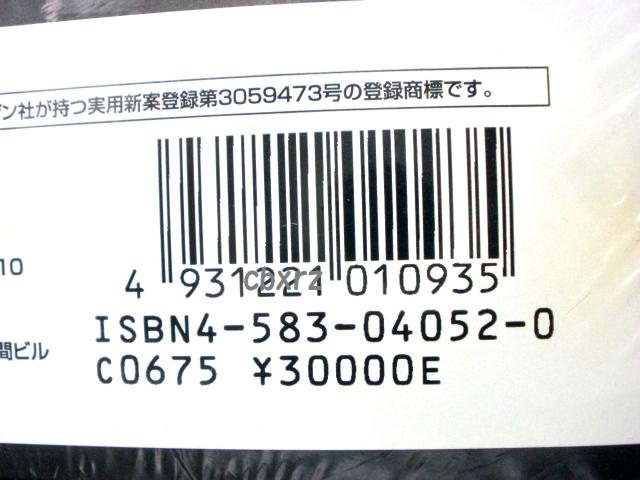 ン社が持つ実用新案登録第3059473号の登録商標です。
4 931221 010935
cbxrz
10
ISBN4-583-04052-0
間ビル
C0675 ¥30000E